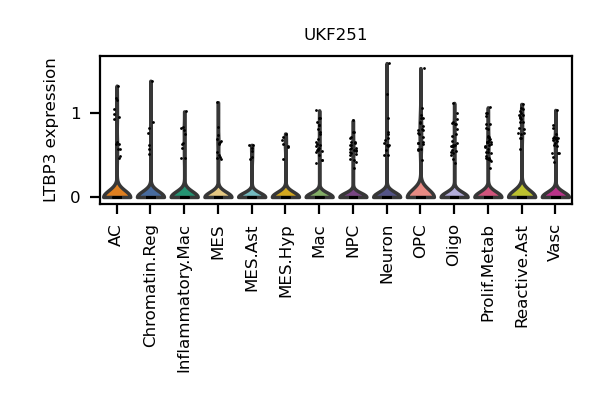 UKF251
LTBP3 expression
1
0
AC
Chromatin.Reg
Inflammatory.Mac
MES
MES.Ast
MES.Hyp
Mac
NPC
Neuron
OPC
Oligo
Prolif.Metab
Reactive.Ast
Vasc